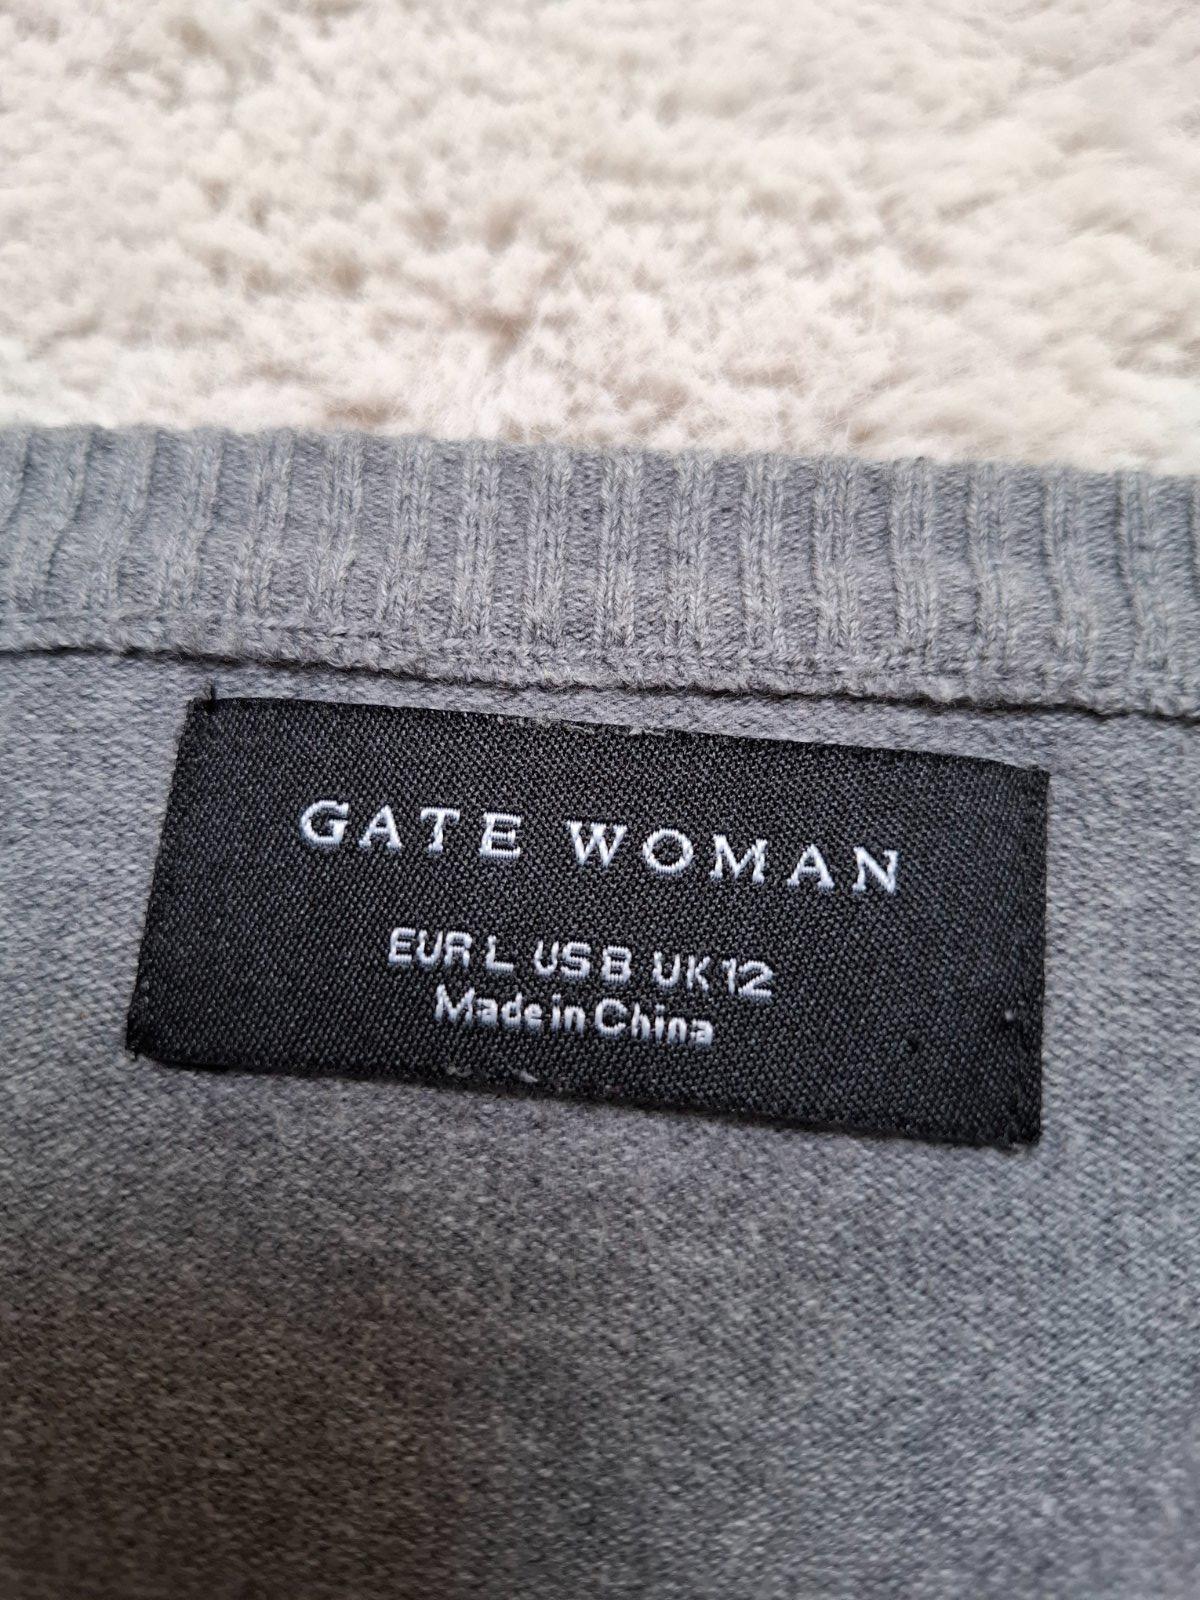 GATE WOMAN
EUR L US 8 UK 12
Made in China